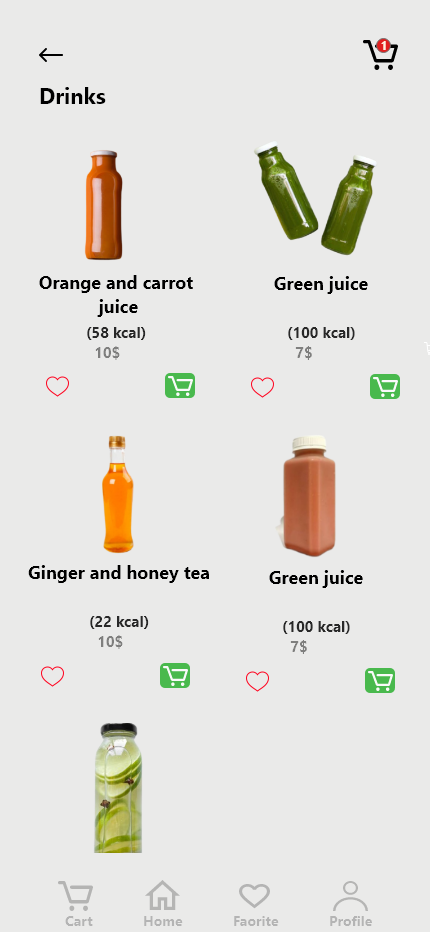 1
Drinks
Orange and carrot
juice
(58 kcal)
10$
Green juice
(100 kcal)
7$
Ginger and honey tea
(22 kcal)
10$
Green juice
(100 kcal)
7$
Cart
Home
Faorite
Profile